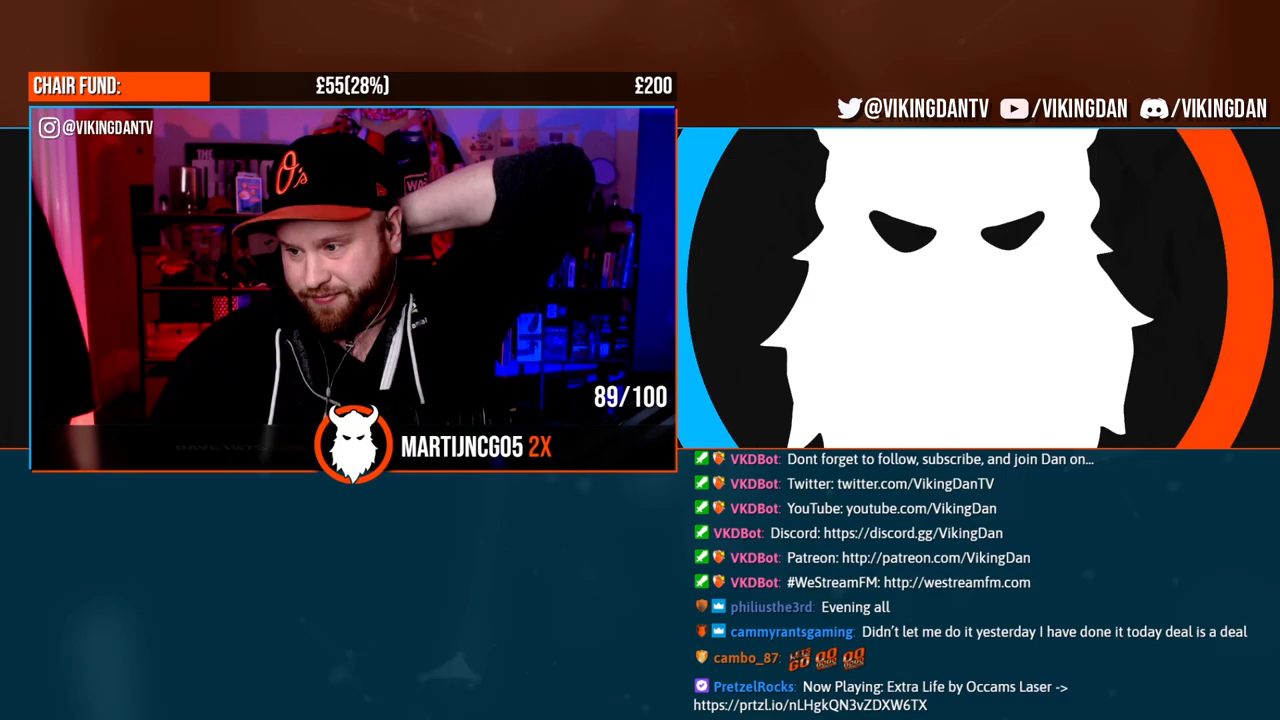 CHAIR FUND: £55(28%) £200
@VIKINGDANTV /VIKINGDAN /VIKINGDAN
@VIKINGDANTV
THE
O's
WA
89/100
MARTIJNCG05 2X
VKDBot: Dont forget to follow, subscribe, and join Dan on...
VKDBot: Twitter: twitter.com/VikingDanTV
VKDBot: YouTube: youtube.com/VikingDan
VKDBot: Discord: https://discord.gg/VikingDan
VKDBot: Patreon: http://patreon.com/VikingDan
VKDBot: #WeStreamFM: http://westreamfm.com
philiusthe3rd: Evening all
cammyrantsgaming: Didn’t let me do it yesterday I have done it today deal is a deal
cambo_87: LET'S GO
PretzelRocks: Now Playing: Extra Life by Occams Laser ->
https://prtzl.io/nLHgkQN3vZDXW6TX